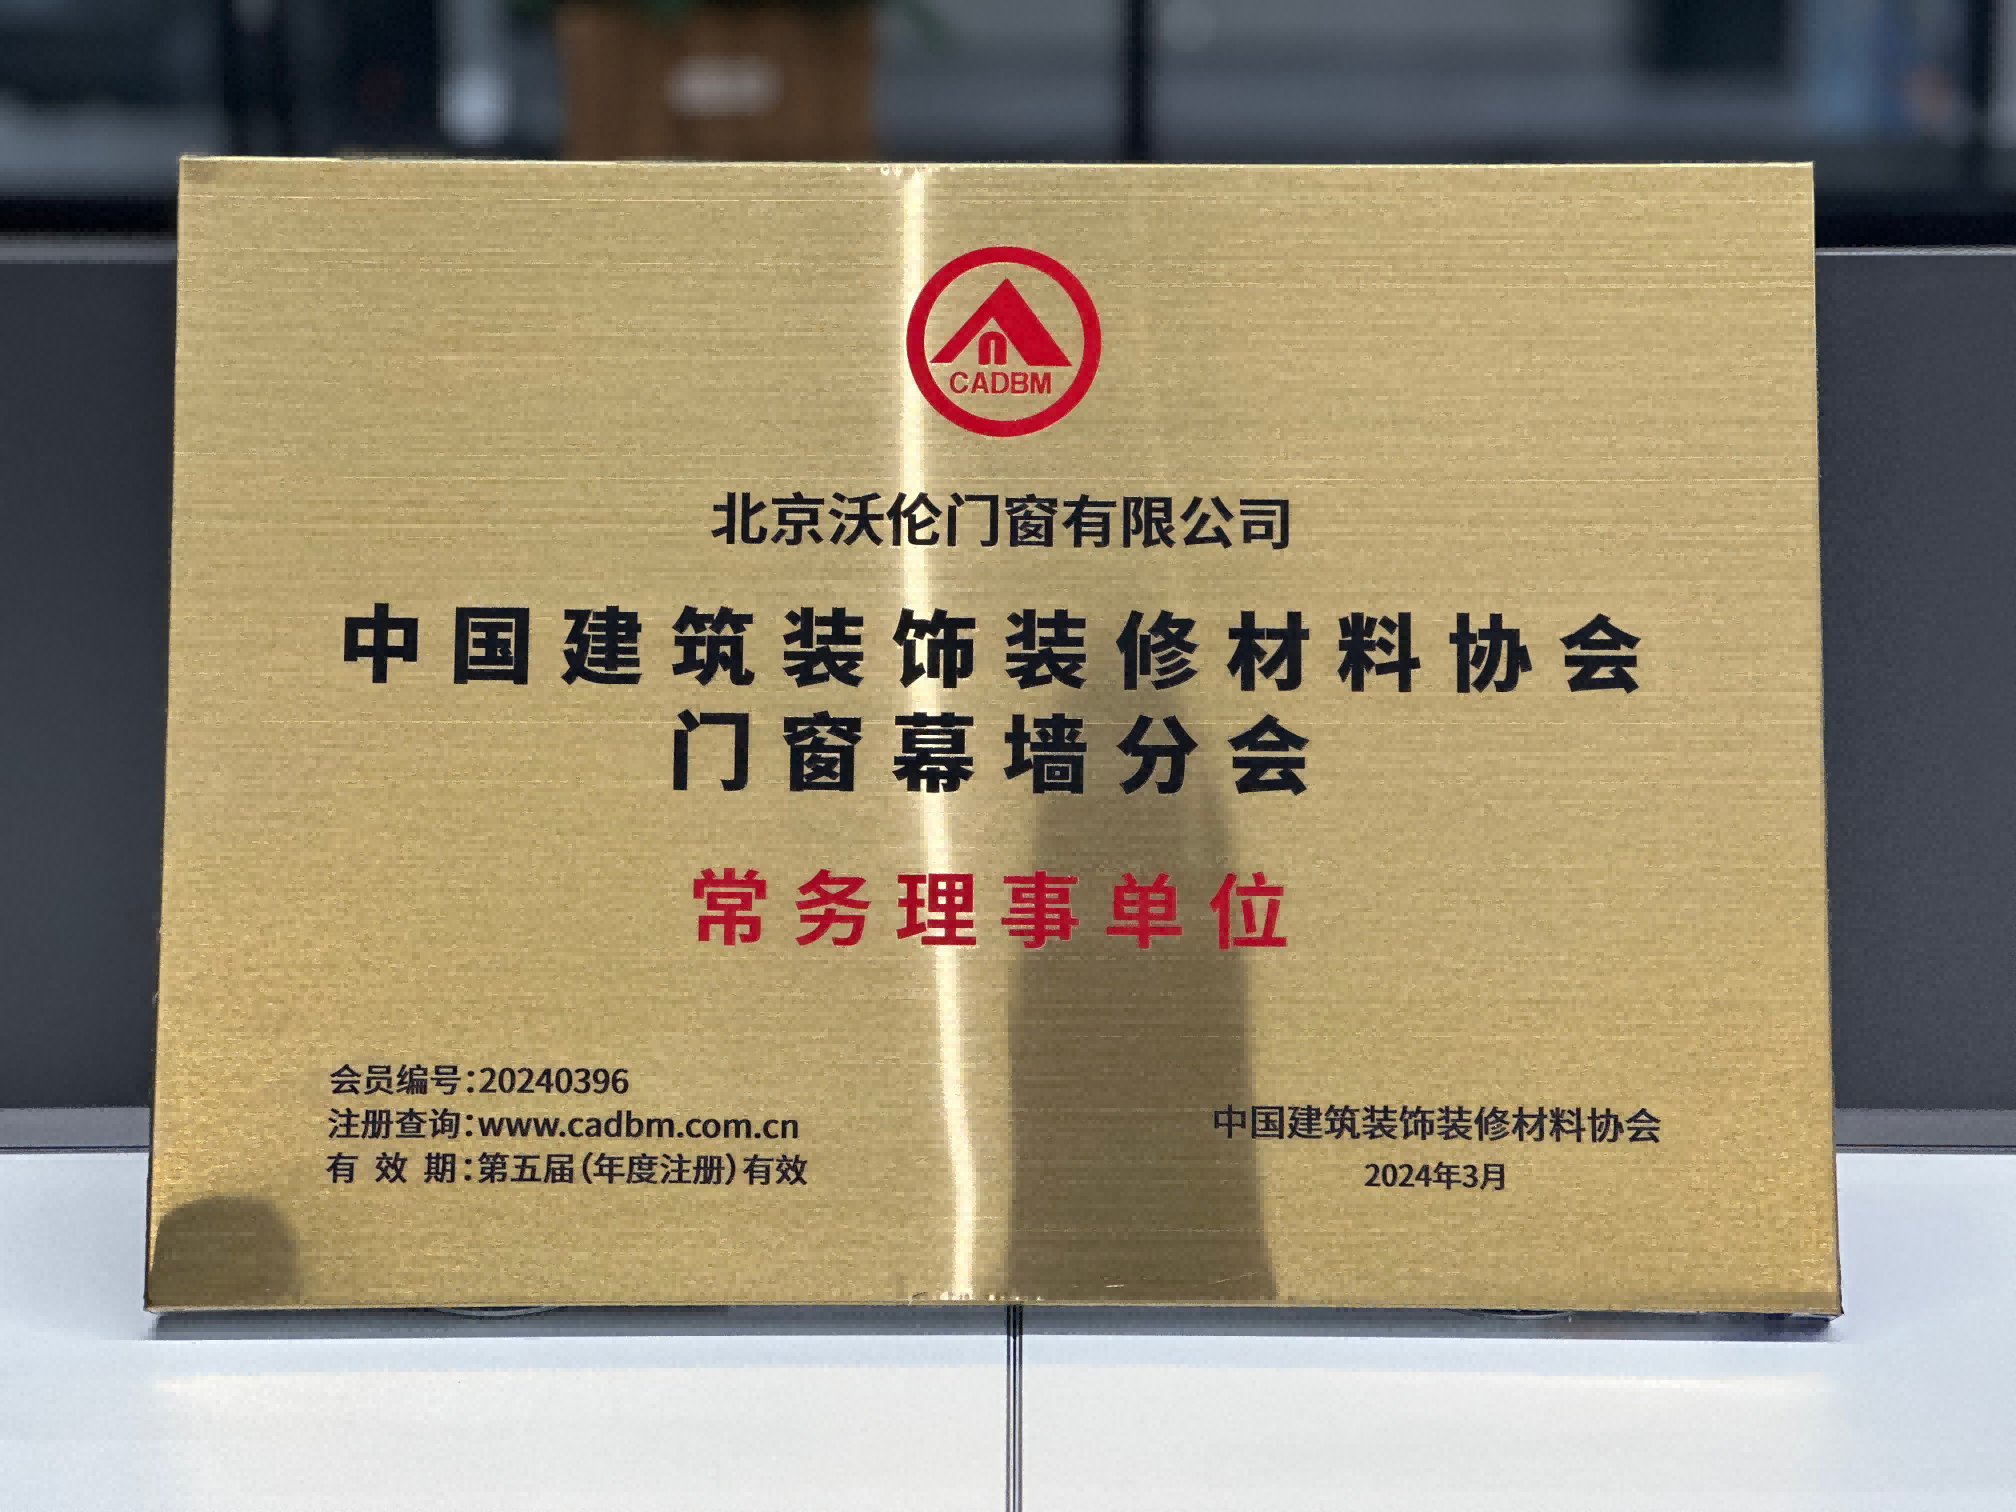 CADBM
北京沃伦门窗有限公司
中国建筑装饰装修材料协会
门窗幕墙分会
常务理事单位
会员编号:20240396
注册查询:www.cadbm.com.cn
有 效 期:第五届(年度注册)有效
中国建筑装饰装修材料协会
2024年3月